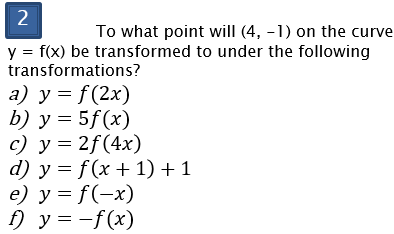 2
To what point will (4, -1) on the curve
y = f(x) be transformed to under the following
transformations?
a) y = f(2x)
b) y = 5f(x)
c) y = 2f(4x)
d) y = f(x + 1) + 1
e) y = f(−x)
f) y = −f(x)